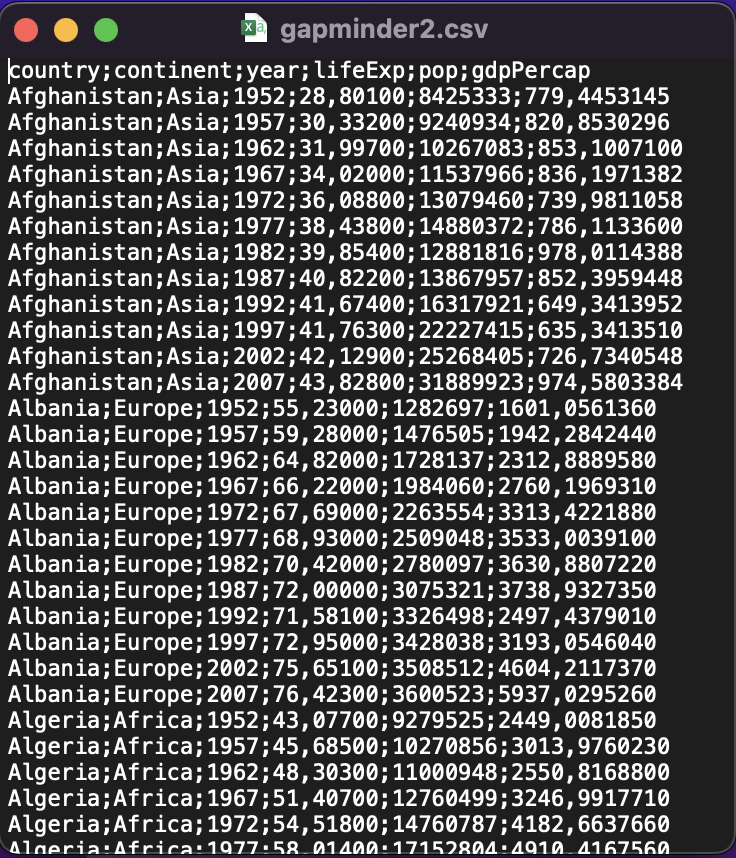 gapminder2.csv
country;continent;year;lifeExp;pop;gdpPercap
Afghanistan;Asia;1952;28,80100;8425333;779,4453145
Afghanistan;Asia;1957;30,33200;9240934;820,8530296
Afghanistan;Asia;1962;31,99700;10267083;853,1007100
Afghanistan;Asia;1967;34,02000;11537966;836,1971382
Afghanistan;Asia;1972;36,08800;13079460;739,9811058
Afghanistan;Asia;1977;38,43800;14880372;786,1133600
Afghanistan;Asia;1982;39,85400;12881816;978,0114388
Afghanistan;Asia;1987;40,82200;13867957;852,3959448
Afghanistan;Asia;1992;41,67400;16317921;649,3413952
Afghanistan;Asia;1997;41,76300;22227415;635,3413510
Afghanistan;Asia;2002;42,12900;25268405;726,7340548
Afghanistan;Asia;2007;43,82800;31889923;974,5803384
Albania;Europe;1952;55,23000;1282697;1601,0561360
Albania;Europe;1957;59,28000;1476505;1942,2842440
Albania;Europe;1962;64,82000;1728137;2312,8889580
Albania;Europe;1967;66,22000;1984060;2760,1969310
Albania;Europe;1972;67,69000;2263554;3313,4221880
Albania;Europe;1977;68,93000;2509048;3533,0039100
Albania;Europe;1982;70,42000;2780097;3630,8807220
Albania;Europe;1987;72,00000;3075321;3738,9327350
Albania;Europe;1992;71,58100;3326498;2497,4379010
Albania;Europe;1997;72,95000;3428038;3193,0546040
Albania;Europe;2002;75,65100;3508512;4604,2117370
Albania;Europe;2007;76,42300;3600523;5937,0295260
Algeria;Africa;1952;43,07700;9279525;2449,0081850
Algeria;Africa;1957;45,68500;10270856;3013,9760230
Algeria;Africa;1962;48,30300;11000948;2550,8168800
Algeria;Africa;1967;51,40700;12760499;3246,9917710
Algeria;Africa;1972;54,51800;14760787;4182,6637660
Algeria;Africa;1977;58,01400;17152804;4910,4167560